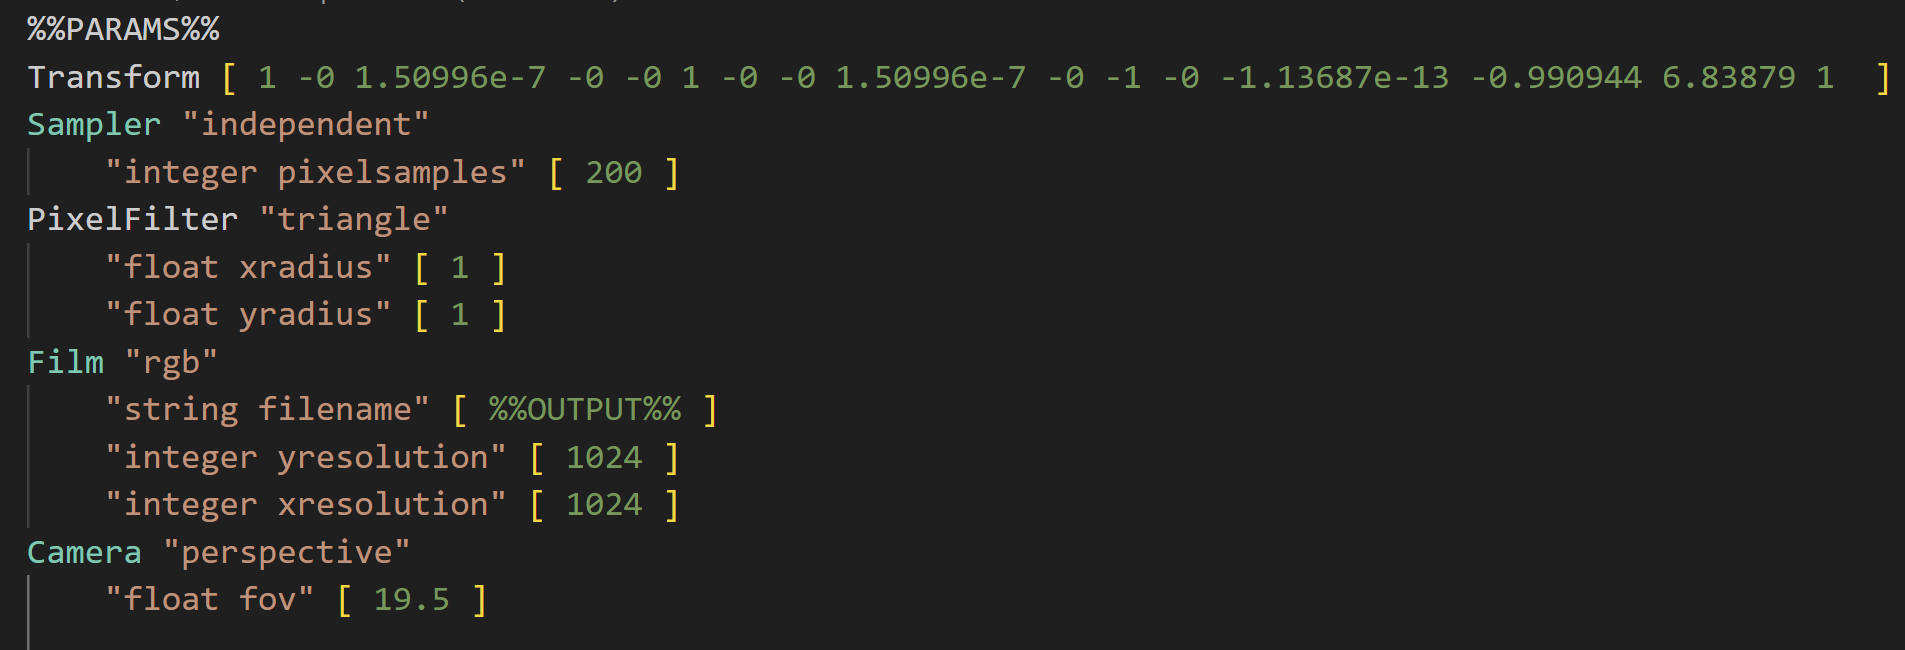 %%PARAMS%%
Transform [ 1 -0 1.50996e-7 -0 -0 1 -0 -0 1.50996e-7 -0 -1 -0 -1.13687e-13 -0.990944 6.83879 1  ]
Sampler "independent"
    "integer pixelsamples" [ 200 ]
PixelFilter "triangle"
    "float xradius" [ 1 ]
    "float yradius" [ 1 ]
Film "rgb"
    "string filename" [ %%OUTPUT%% ]
    "integer yresolution" [ 1024 ]
    "integer xresolution" [ 1024 ]
Camera "perspective"
    "float fov" [ 19.5 ]